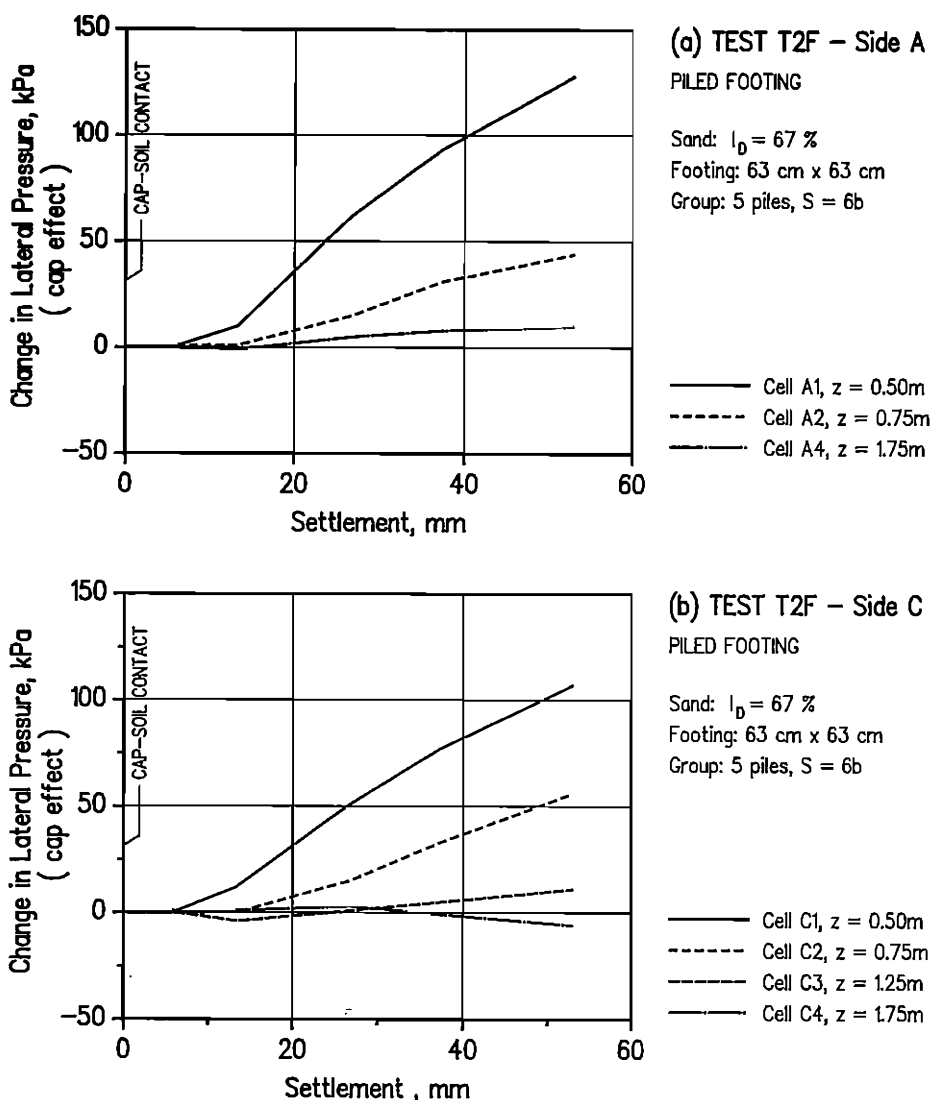 150
100
50
0
−50
0
20
40
60
Change in Lateral Pressure, kPa
( cap effect )
CAP-SOIL CONTACT
Settlement, mm
(a) TEST T2F − Side A
PILED FOOTING
Sand: I_D = 67 %
Footing: 63 cm x 63 cm
Group: 5 piles, S = 6b
Cell A1, z = 0.50m
Cell A2, z = 0.75m
Cell A4, z = 1.75m
150
100
50
0
−50
0
20
40
60
Change in Lateral Pressure, kPa
( cap effect )
CAP-SOIL CONTACT
Settlement , mm
(b) TEST T2F − Side C
PILED FOOTING
Sand: I_D = 67 %
Footing: 63 cm x 63 cm
Group: 5 piles, S = 6b
Cell C1, z = 0.50m
Cell C2, z = 0.75m
Cell C3, z = 1.25m
Cell C4, z = 1.75m